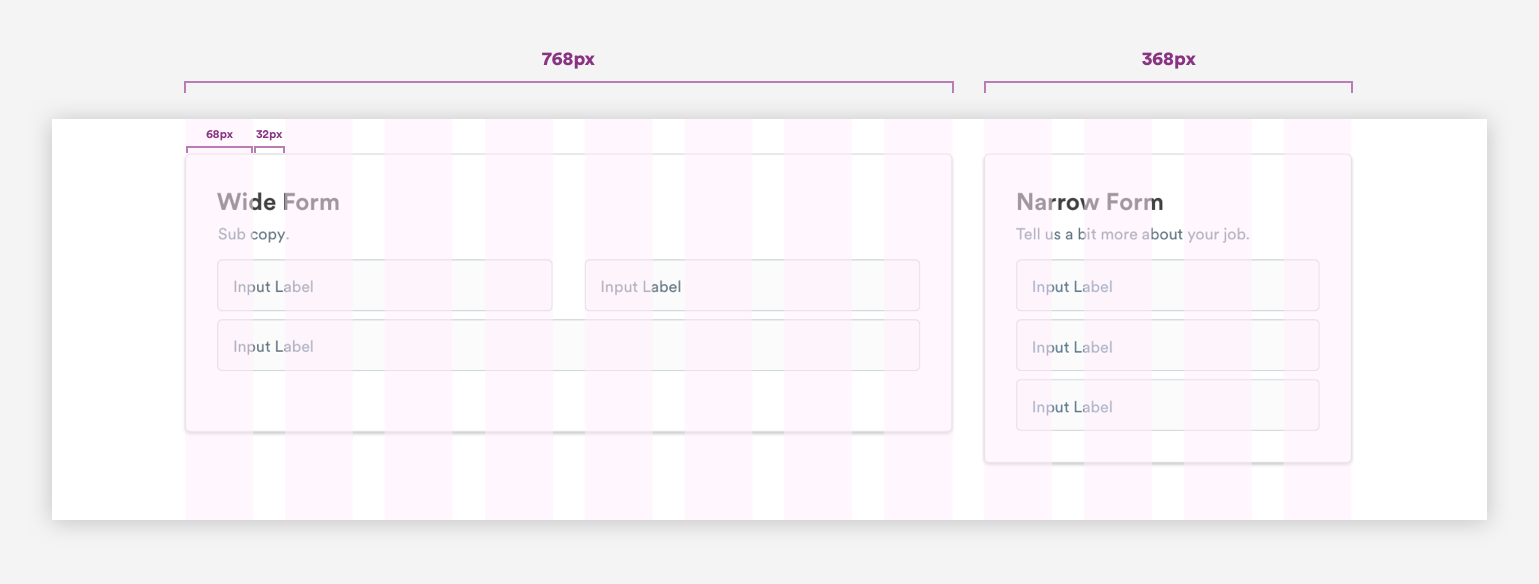 768px
368px
68px
32px
Wide Form
Sub copy.
Input Label
Input Label
Input Label
Narrow Form
Tell us a bit more about your job.
Input Label
Input Label
Input Label